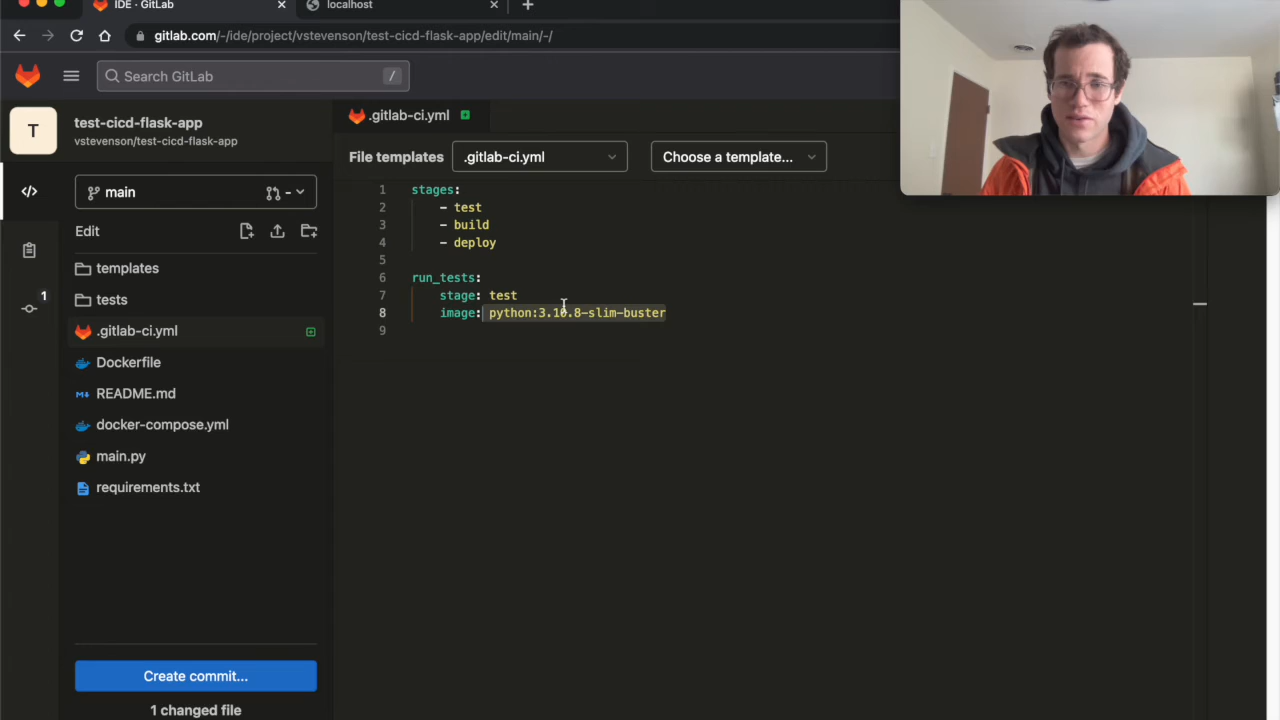 IDE · GitLab
localhost
gitlab.com/-/ide/project/vstevenson/test-cicd-flask-app/edit/main/-/
Search GitLab /
T test-cicd-flask-app
vstevenson/test-cicd-flask-app
.gitlab-ci.yml
File templates .gitlab-ci.yml Choose a template...
main -
Edit
templates
tests
1
.gitlab-ci.yml
Dockerfile
README.md
docker-compose.yml
main.py
requirements.txt
Create commit...
1 changed file
1 stages:
2 - test
3 - build
4 - deploy
5
6 run_tests:
7 stage: test
8 image: python:3.10.8-slim-buster
9